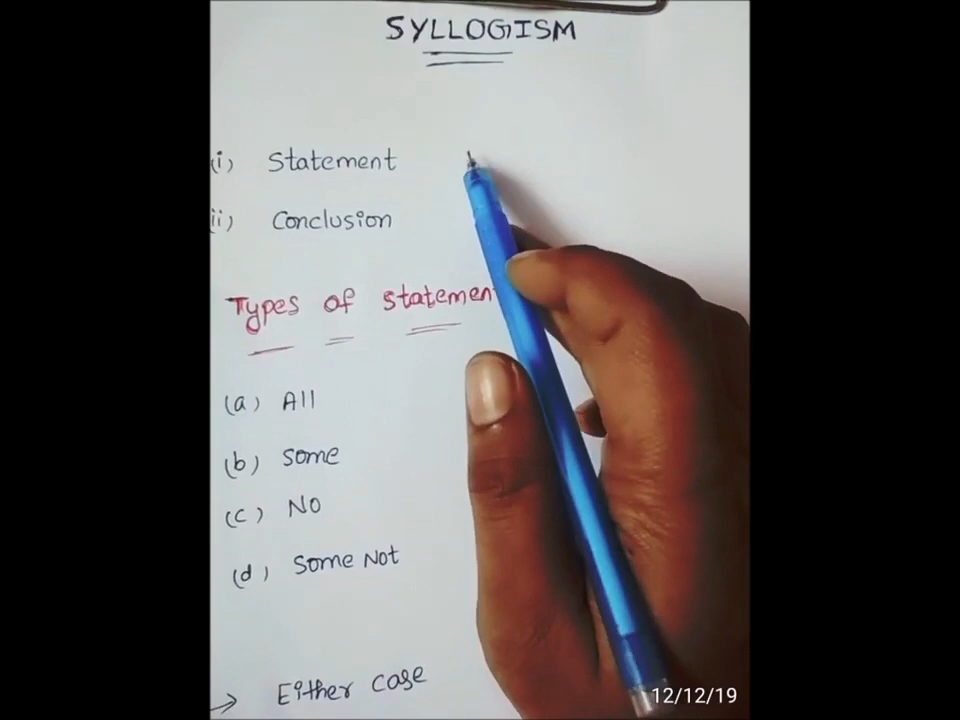 SYLLOGISM
(i) Statement
(ii) Conclusion
Types of statement
(a) All
(b) Some
(c) No
(d) Some Not
→ Either case
12/12/19